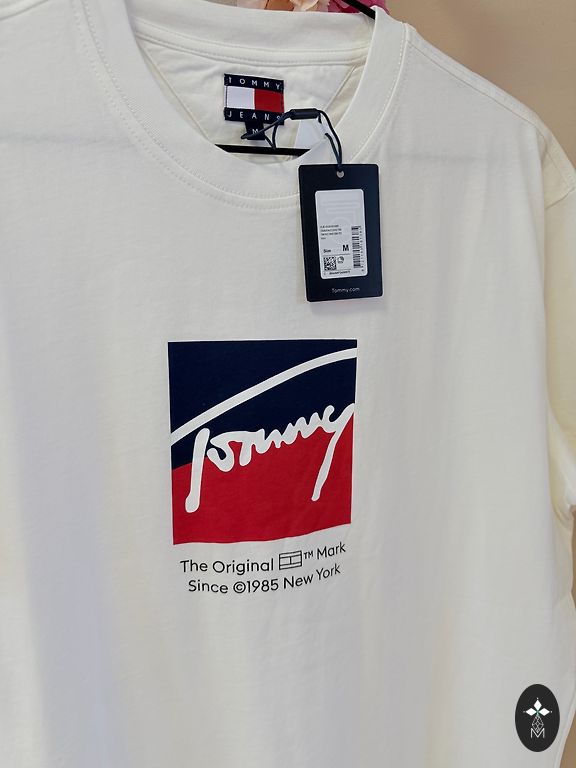 TOMMY
JEANS
M
Size M
Tommy.com
Tommy
The Original ™ Mark
Since ©1985 New York
M